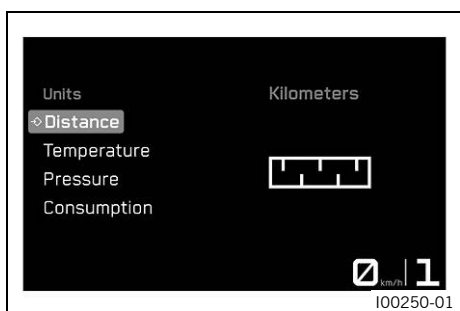 Units
Kilometers
Distance
Temperature
Pressure
Consumption
0 km/h 1
I00250-01